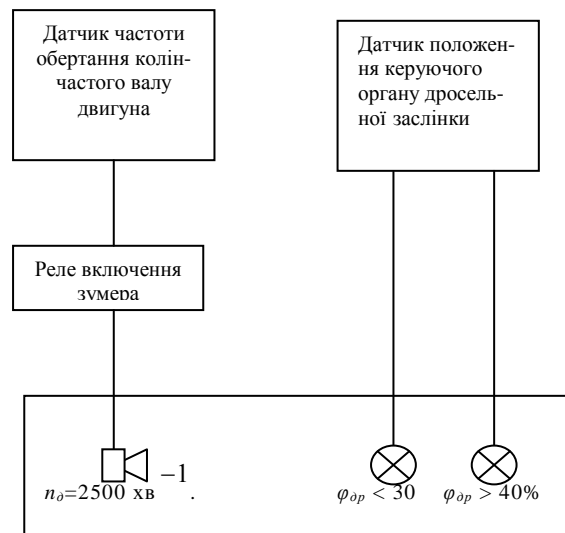 Датчик частоти
обертання колін-
частого валу
двигуна
Датчик положен-
ня керуючого
органу дросель-
ної заслінки
Реле включення
зумера
−1
nд=2500 хв .
φдр < 30
φдр > 40%